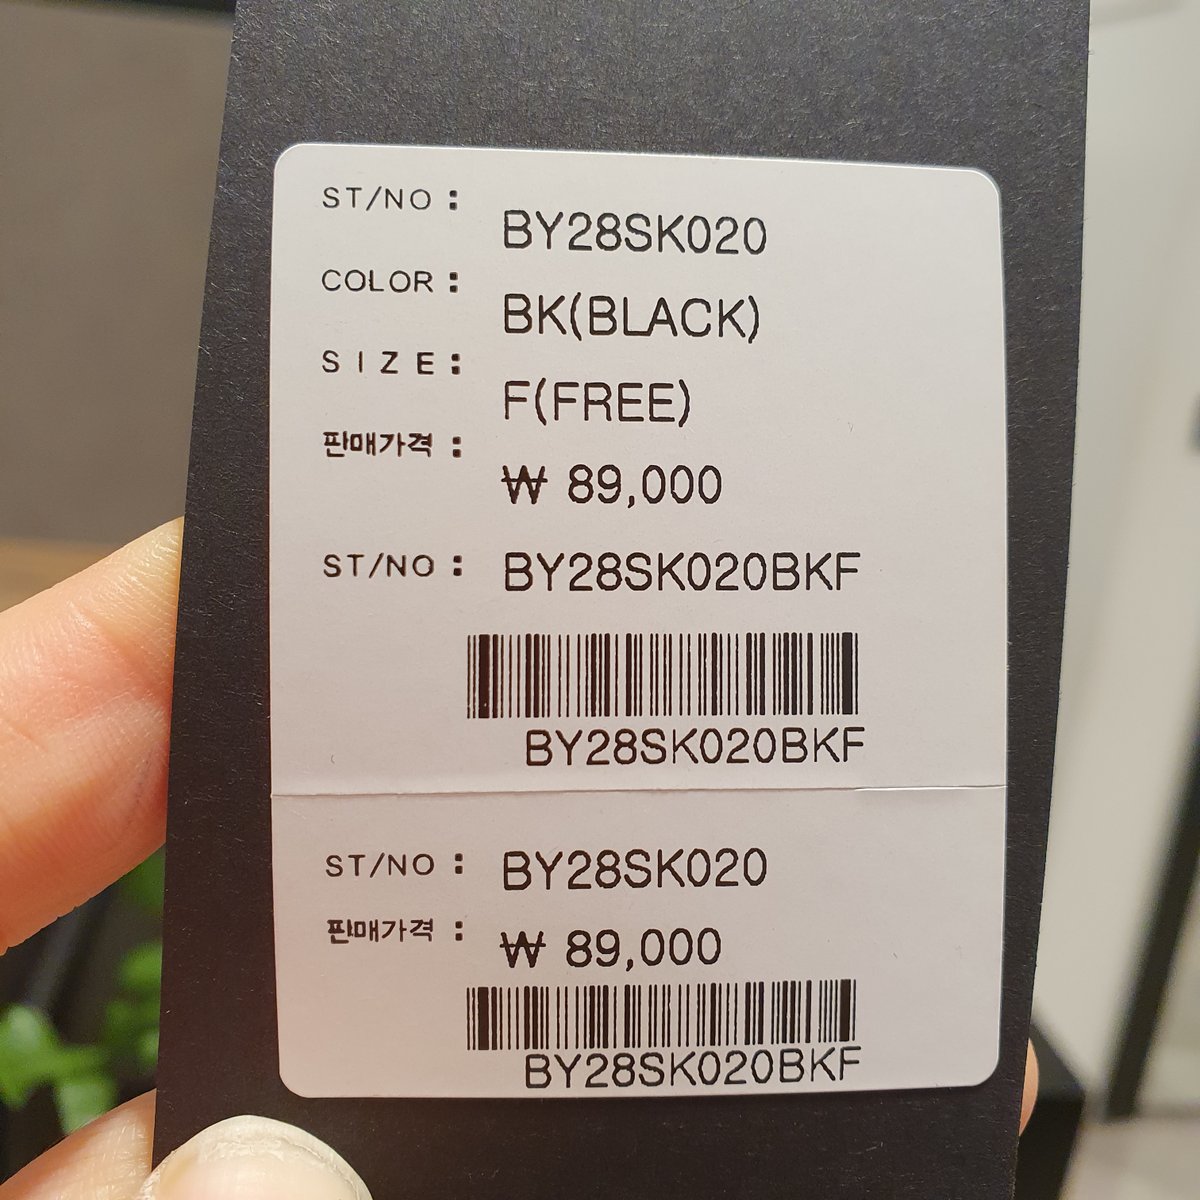 ST/NO : BY28SK020
COLOR : BK(BLACK)
SIZE : F(FREE)
판매가격 : ₩ 89,000
ST/NO : BY28SK020BKF
BY28SK020BKF
ST/NO : BY28SK020
판매가격 : ₩ 89,000
BY28SK020BKF